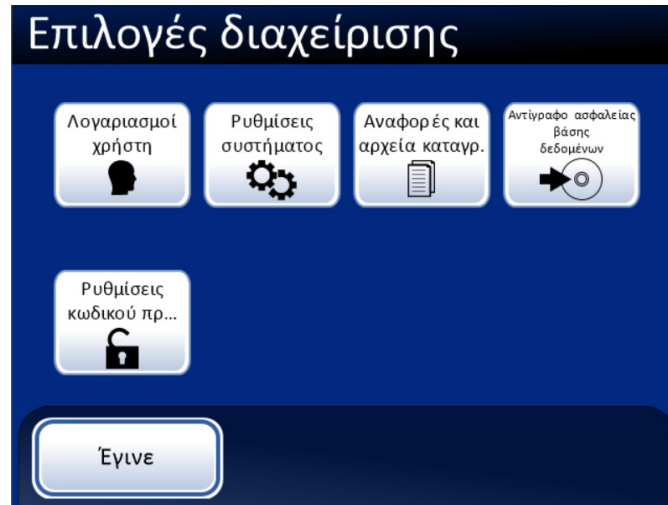 Επιλογές διαχείρισης
Λογαριασμοί
χρήστη
Ρυθμίσεις
συστήματος
Αναφορές και
αρχεία καταγρ.
Αντίγραφο ασφαλείας
βάσης
δεδομένων
Ρυθμίσεις
κωδικού πρ...
Έγινε